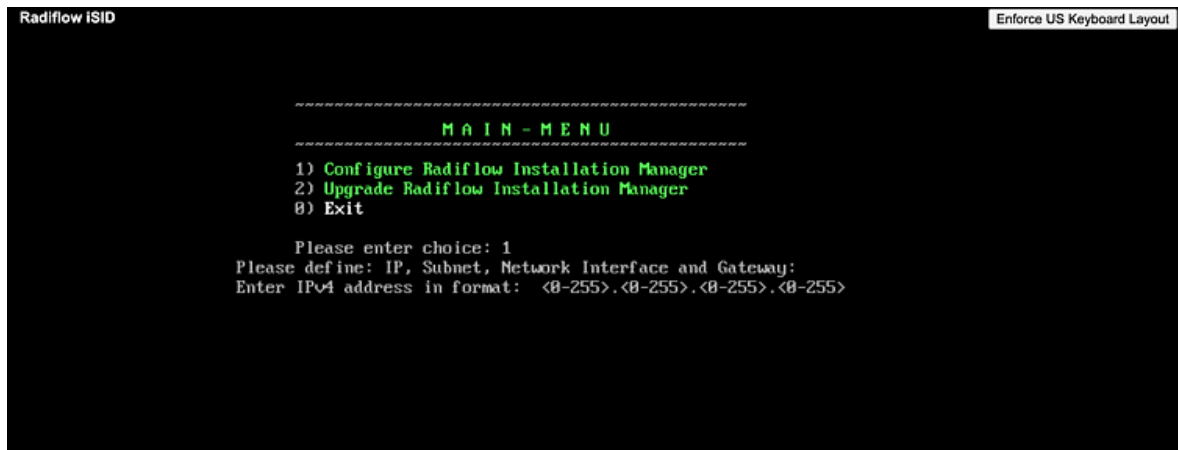 Radiflow iSID
Enforce US Keyboard Layout
~~~~~~~~~~~~~~~~~~~~~~~~~~~~~~~~~~~~~~~~~~~~~~
M A I N - M E N U
~~~~~~~~~~~~~~~~~~~~~~~~~~~~~~~~~~~~~~~~~~~~~~
1) Configure Radiflow Installation Manager
2) Upgrade Radiflow Installation Manager
0) Exit
Please enter choice: 1
Please define: IP, Subnet, Network Interface and Gateway:
Enter IPv4 address in format: <0-255>.<0-255>.<0-255>.<0-255>